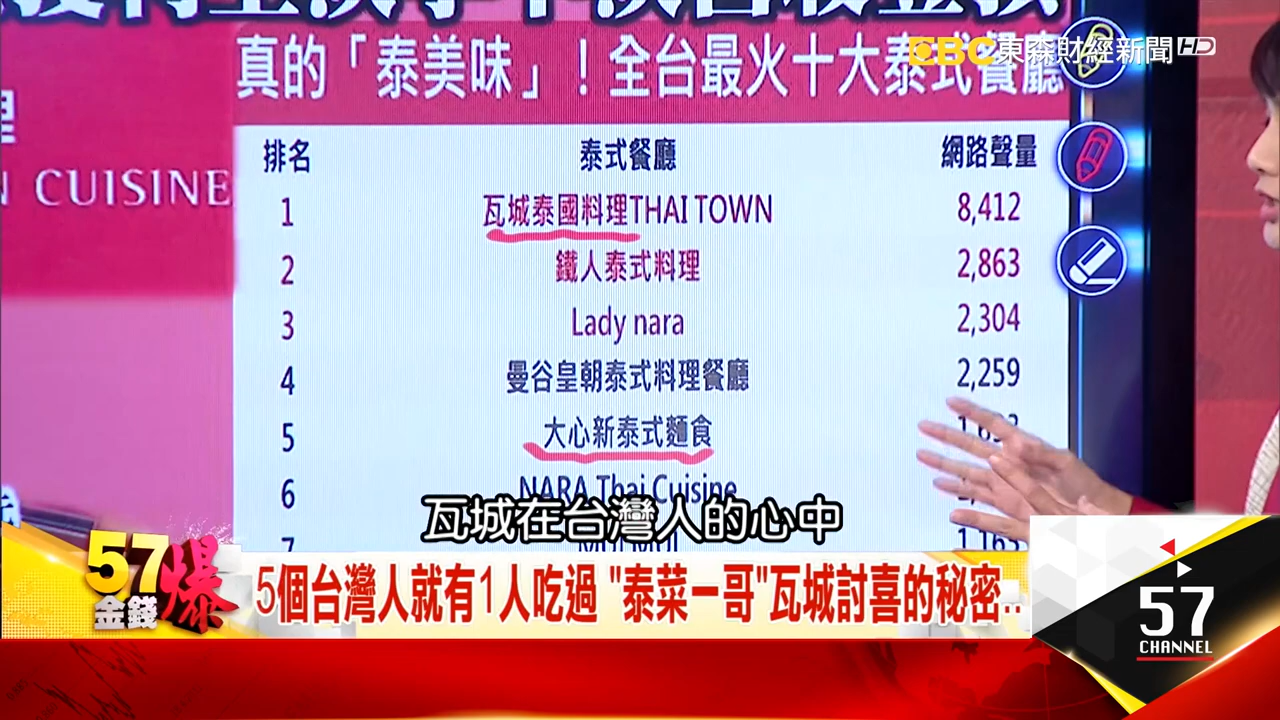 EBC 東森財經新聞 HD
真的「泰美味」！全台最火十大泰式餐廳
CUISINE
排名 泰式餐廳 網路聲量
1 瓦城泰國料理THAI TOWN 8,412
2 鐵人泰式料理 2,863
3 Lady nara 2,304
4 曼谷皇朝泰式料理餐廳 2,259
5 大心新泰式麵食
6 NARA Thai Cuisine
7 1,163
瓦城在台灣人的心中
57金錢爆
5個台灣人就有1人吃過 "泰菜一哥"瓦城討喜的秘密..
57
CHANNEL